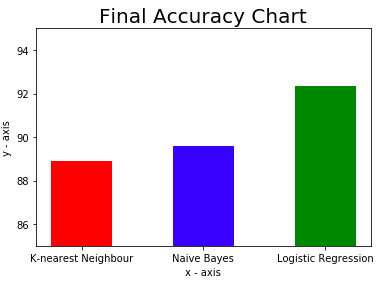 Final Accuracy Chart
94
92
90
88
86
y - axis
K-nearest Neighbour Naive Bayes Logistic Regression
x - axis